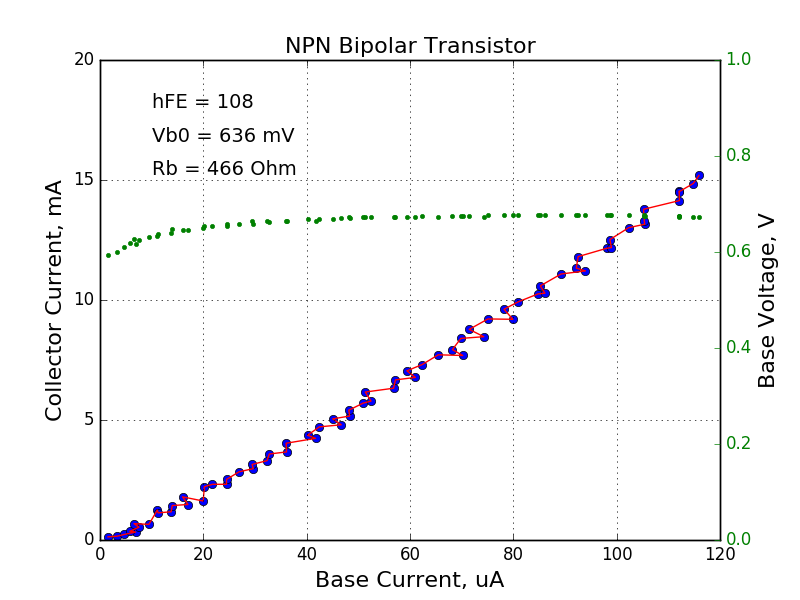 NPN Bipolar Transistor
hFE = 108
Vb0 = 636 mV
Rb = 466 Ohm
Collector Current, mA
20
15
10
5
0
Base Voltage, V
1.0
0.8
0.6
0.4
0.2
0.0
0 20 40 60 80 100 120
Base Current, uA